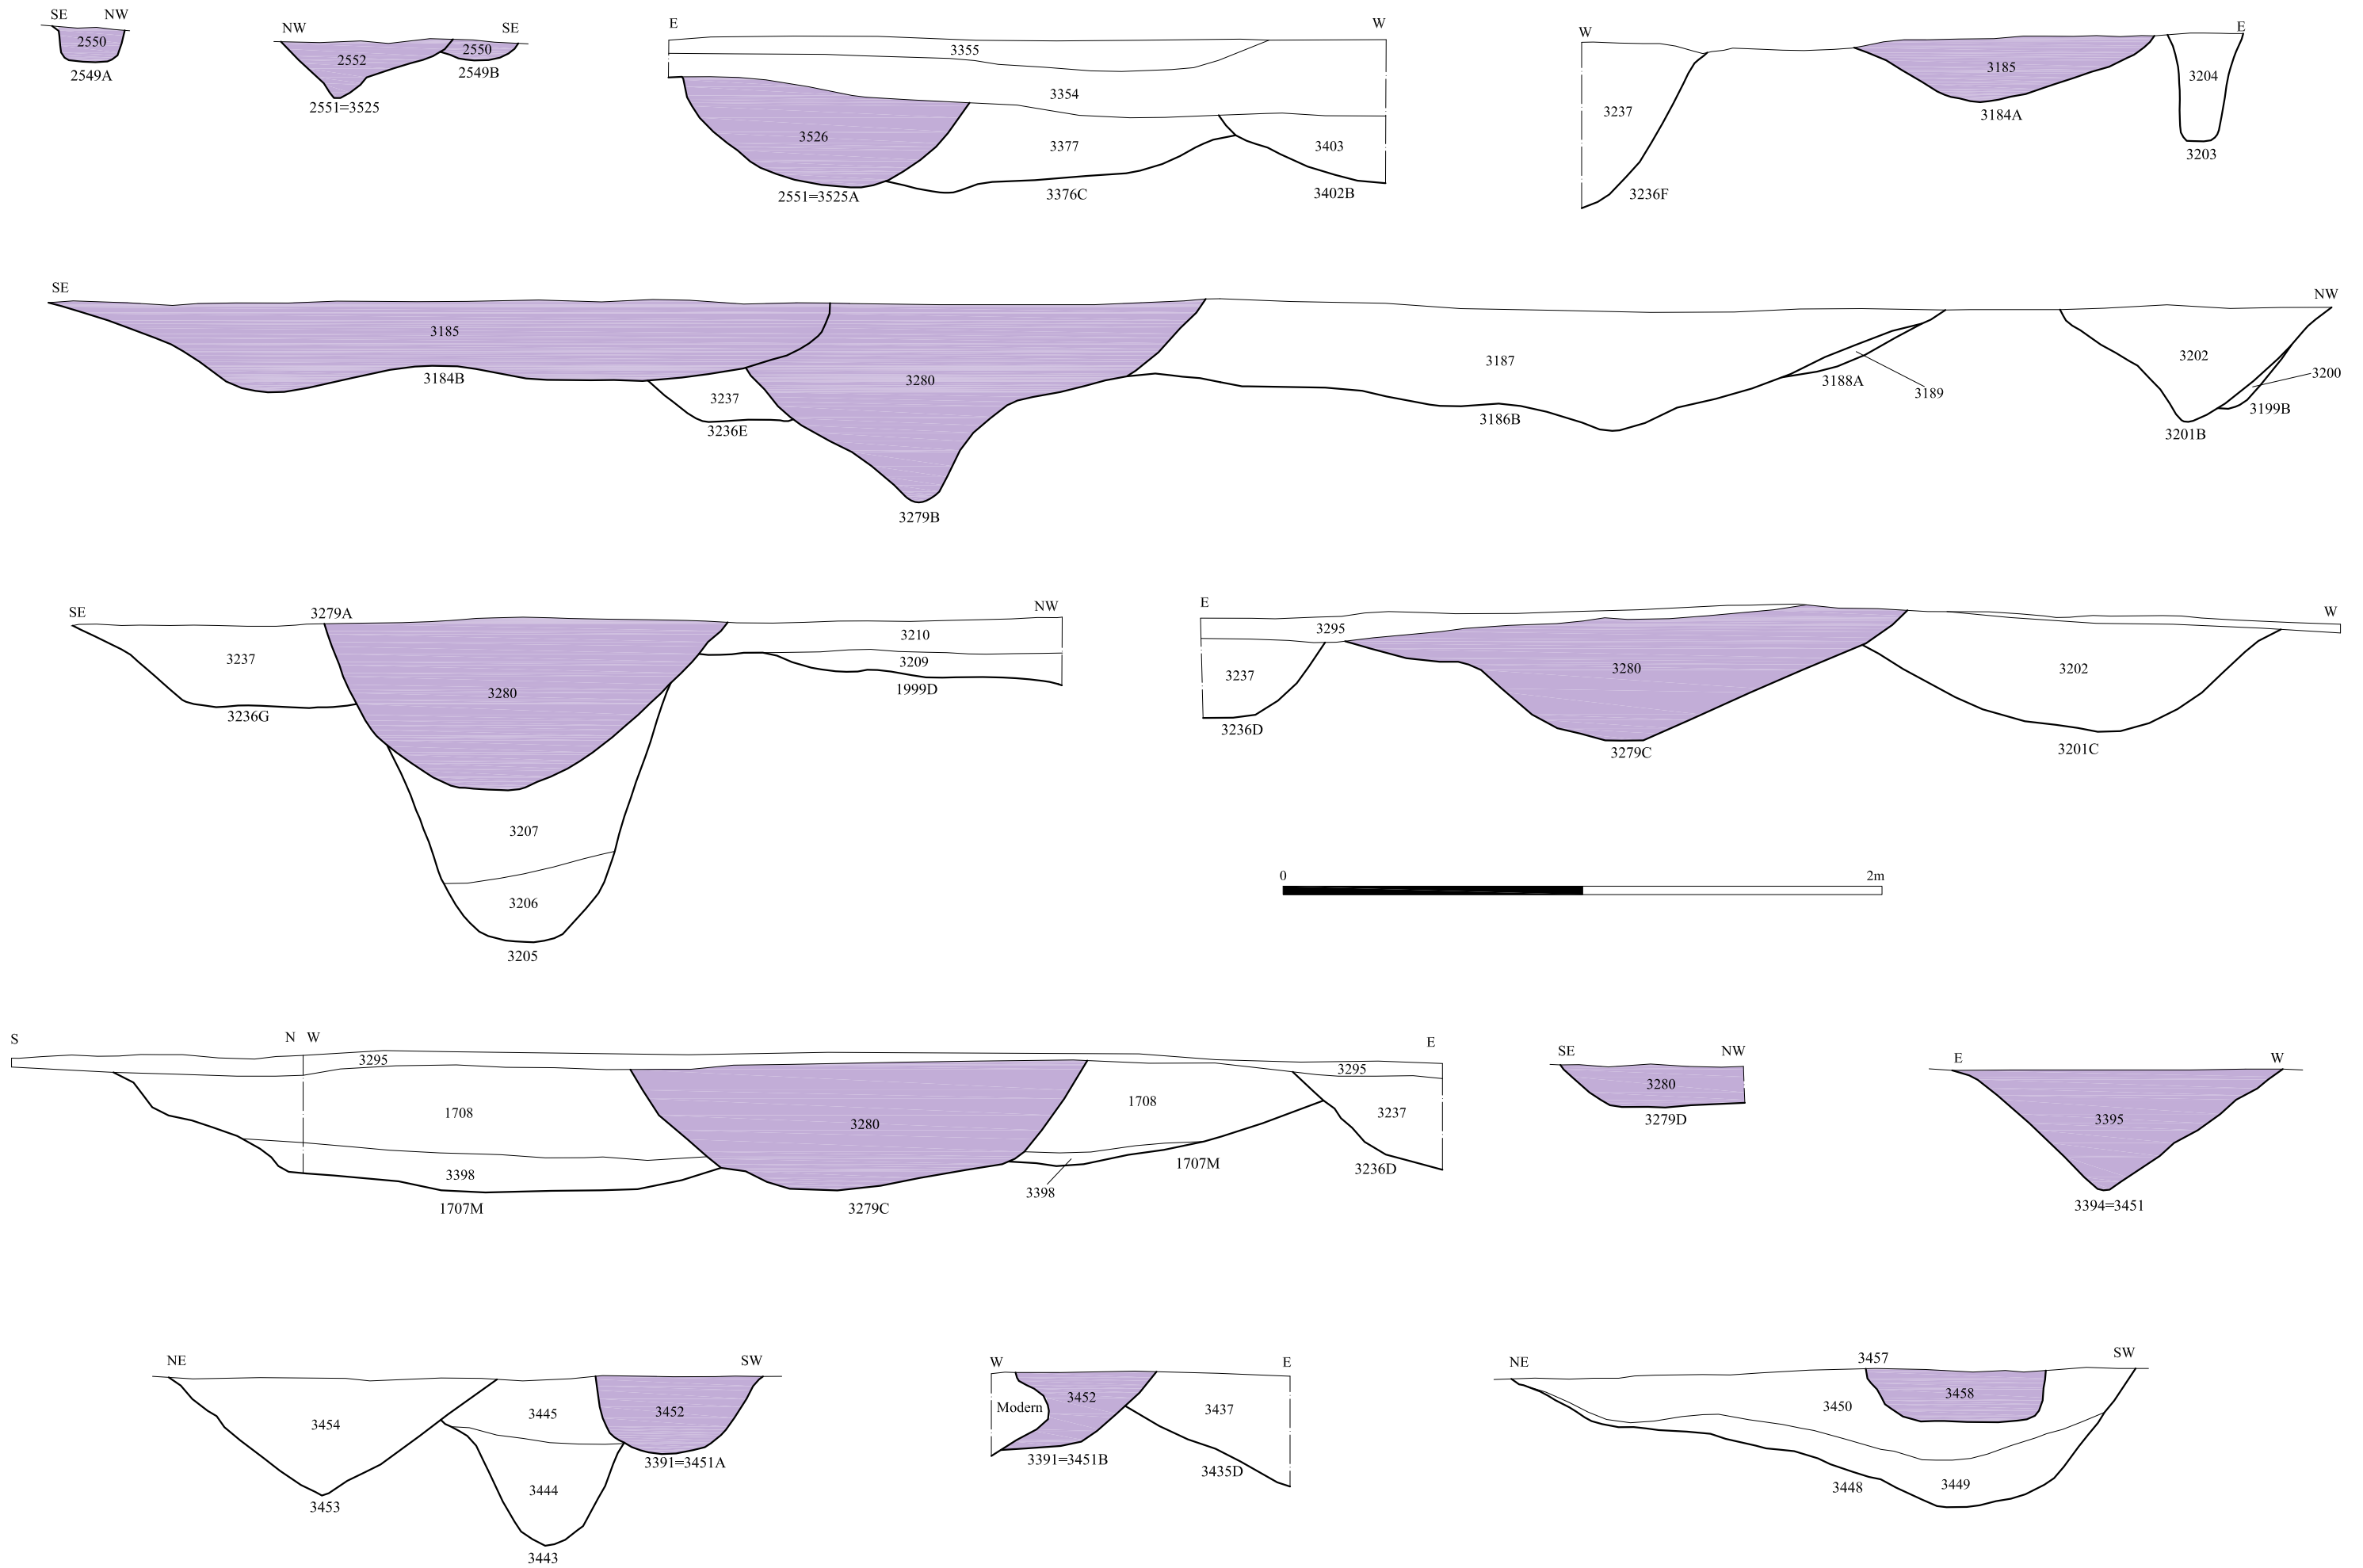 SE NW
2550
2549A
NW SE
2552 2550
2549B
2551=3525
E W
3355
3354
3526
3377
3403
2551=3525A
3376C
3402B
W E
3185
3204
3237
3184A
3203
3236F
SE NW
3185
3187
3202
3280
3184B
3188A
3189
3200
3237
3199B
3236E
3186B
3201B
3279B
SE 3279A NW
3210
3237
3209
3280
1999D
3236G
3207
3206
3205
E W
3295
3280
3202
3237
3236D
3279C
3201C
0 2m
S N W E
3295
3295
1708
3280
1708
3237
3398
1707M
3236D
3398
1707M
3279C
SE NW
3280
3279D
E W
3395
3394=3451
NE SW
3454
3445
3452
3391=3451A
3444
3453
3443
W E
3452
Modern
3437
3391=3451B
3435D
NE 3457 SW
3458
3450
3449
3448